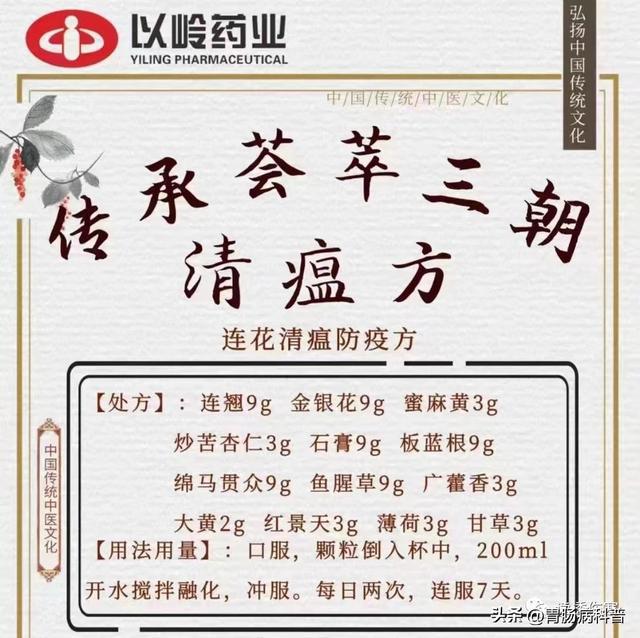 以岭药业
YILING PHARMACEUTICAL
弘扬中国传统文化
中/国/传/统/中/医/文/化
传承荟萃三朝
清瘟方
连花清瘟防疫方
【处方】：连翘9g 金银花9g 蜜麻黄3g
炒苦杏仁3g 石膏9g 板蓝根9g
绵马贯众9g 鱼腥草9g 广藿香3g
大黄2g 红景天3g 薄荷3g 甘草3g
【用法用量】：口服，颗粒倒入杯中，200ml
开水搅拌融化，冲服。每日两次，连服7天。
中国传统中医文化
头条 @胃肠病科普